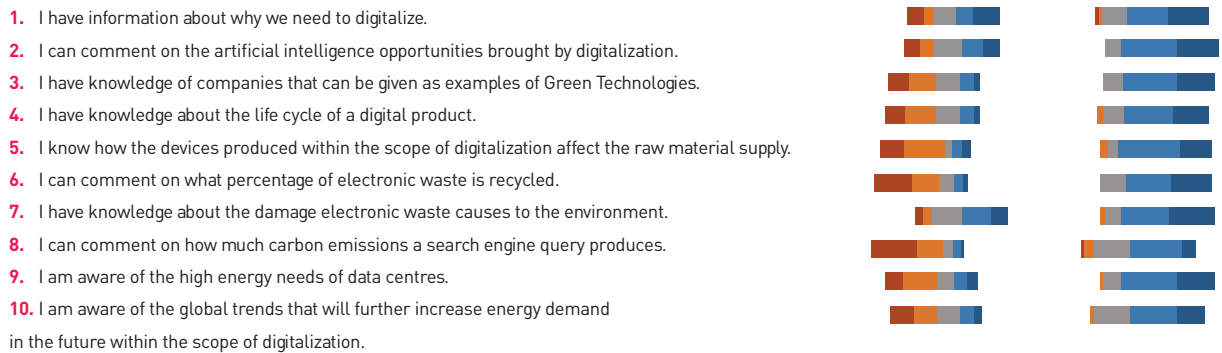 1. I have information about why we need to digitalize.
2. I can comment on the artificial intelligence opportunities brought by digitalization.
3. I have knowledge of companies that can be given as examples of Green Technologies.
4. I have knowledge about the life cycle of a digital product.
5. I know how the devices produced within the scope of digitalization affect the raw material supply.
6. I can comment on what percentage of electronic waste is recycled.
7. I have knowledge about the damage electronic waste causes to the environment.
8. I can comment on how much carbon emissions a search engine query produces.
9. I am aware of the high energy needs of data centres.
10. I am aware of the global trends that will further increase energy demand
in the future within the scope of digitalization.